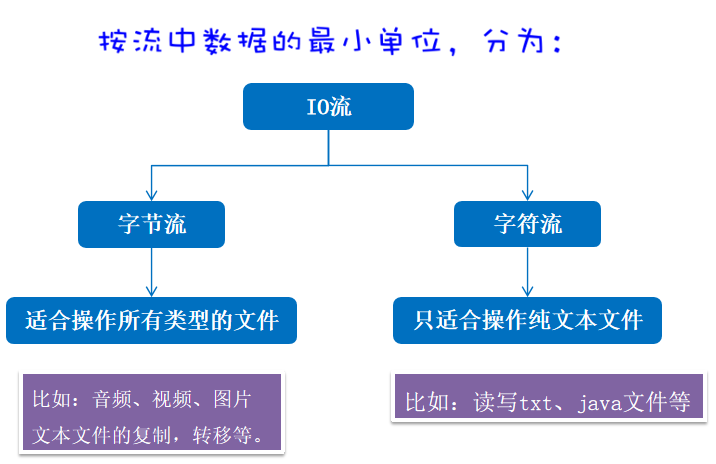 按流中数据的最小单位，分为：
IO流
字节流
字符流
适合操作所有类型的文件
只适合操作纯文本文件
比如：音频、视频、图片
文本文件的复制，转移等。
比如：读写txt、java文件等